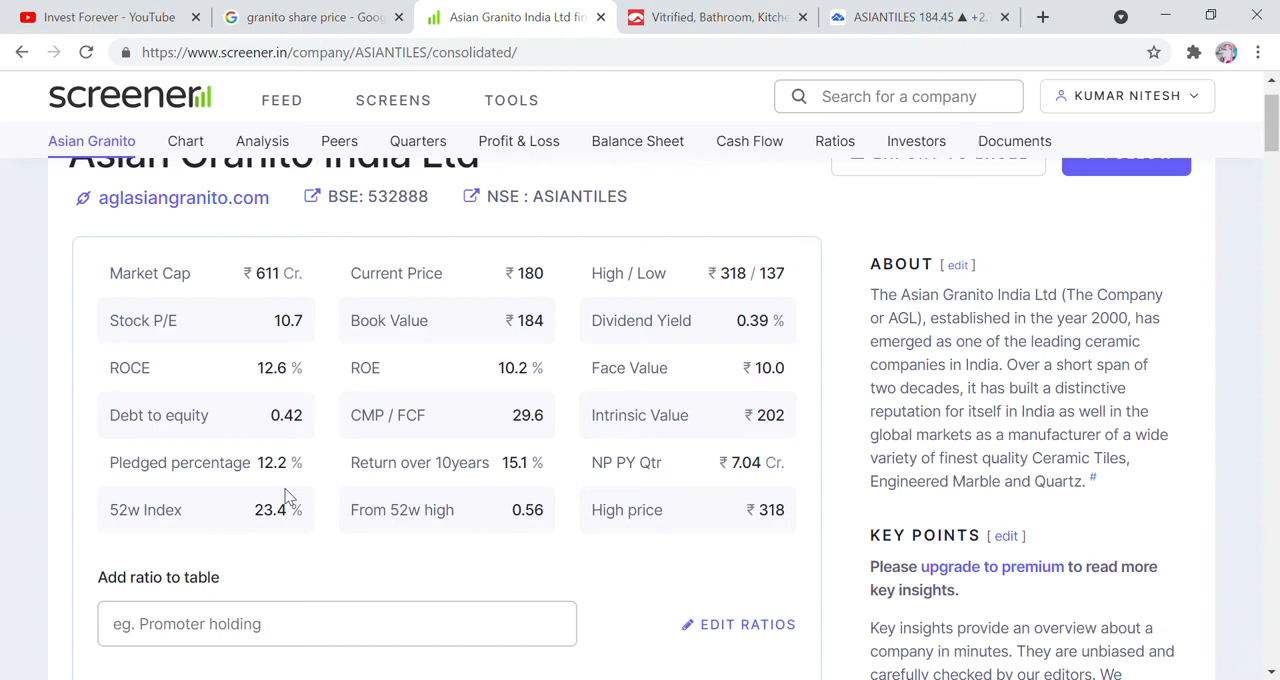 Invest Forever - YouTube
granito share price - Goog
Asian Granito India Ltd fin
Vitrified, Bathroom, Kitche
ASIANTILES 184.45 ▲ +2.
https://www.screener.in/company/ASIANTILES/consolidated/
screener
FEED
SCREENS
TOOLS
Search for a company
KUMAR NITESH
Asian Granito
Chart
Analysis
Peers
Quarters
Profit & Loss
Balance Sheet
Cash Flow
Ratios
Investors
Documents
Asian Granito India Ltd
EXPORT TO EXCEL
FOLLOW
aglasiangranito.com
BSE: 532888
NSE : ASIANTILES
Market Cap ₹ 611 Cr.
Current Price ₹ 180
High / Low ₹ 318 / 137
Stock P/E 10.7
Book Value ₹ 184
Dividend Yield 0.39 %
ROCE 12.6 %
ROE 10.2 %
Face Value ₹ 10.0
Debt to equity 0.42
CMP / FCF 29.6
Intrinsic Value ₹ 202
Pledged percentage 12.2 %
Return over 10years 15.1 %
NP PY Qtr ₹ 7.04 Cr.
52w Index 23.4 %
From 52w high 0.56
High price ₹ 318
Add ratio to table
eg. Promoter holding
EDIT RATIOS
ABOUT [ edit ]
The Asian Granito India Ltd (The Company
or AGL), established in the year 2000, has
emerged as one of the leading ceramic
companies in India. Over a short span of
two decades, it has built a distinctive
reputation for itself in India as well in the
global markets as a manufacturer of a wide
variety of finest quality Ceramic Tiles,
Engineered Marble and Quartz. #
KEY POINTS [ edit ]
Please upgrade to premium to read more
key insights.
Key insights provide an overview about a
company in minutes. They are unbiased and
carefully checked by our editors. We